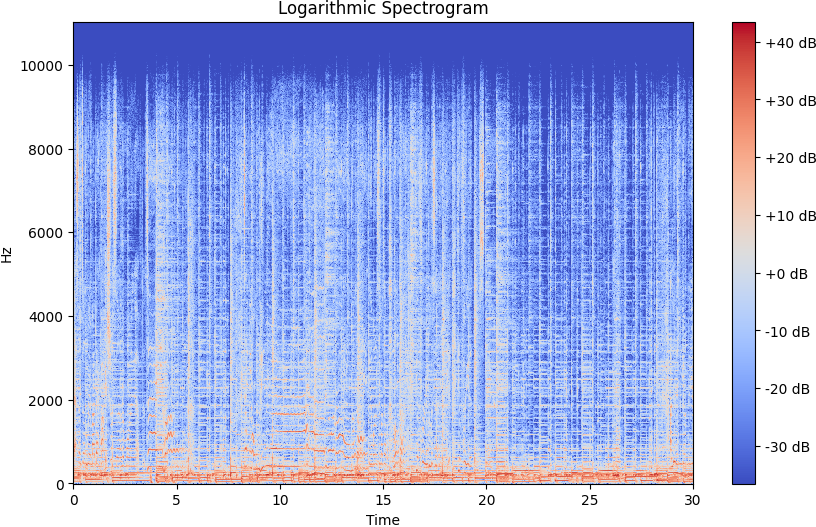 Logarithmic Spectrogram
Hz
10000
8000
6000
4000
2000
0
0 5 10 15 20 25 30
Time
+40 dB
+30 dB
+20 dB
+10 dB
+0 dB
-10 dB
-20 dB
-30 dB